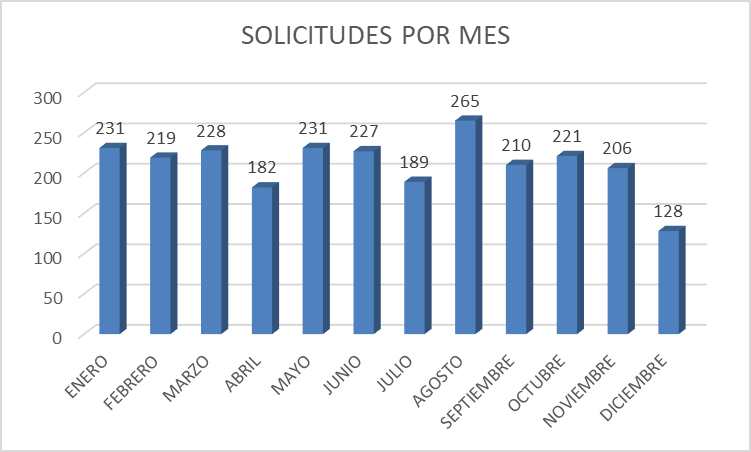 SOLICITUDES POR MES
300
250
200
150
100
50
0
231
219
228
182
231
227
189
265
210
221
206
128
ENERO
FEBRERO
MARZO
ABRIL
MAYO
JUNIO
JULIO
AGOSTO
SEPTIEMBRE
OCTUBRE
NOVIEMBRE
DICIEMBRE